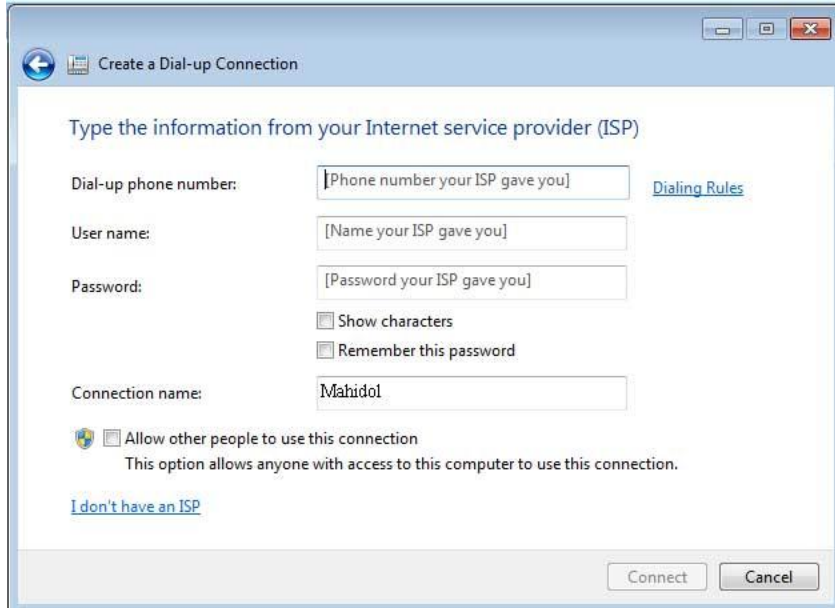 Create a Dial-up Connection
Type the information from your Internet service provider (ISP)
Dial-up phone number: [Phone number your ISP gave you] Dialing Rules
User name: [Name your ISP gave you]
Password: [Password your ISP gave you]
Show characters
Remember this password
Connection name: Mahidol
Allow other people to use this connection
This option allows anyone with access to this computer to use this connection.
I don't have an ISP
Connect Cancel